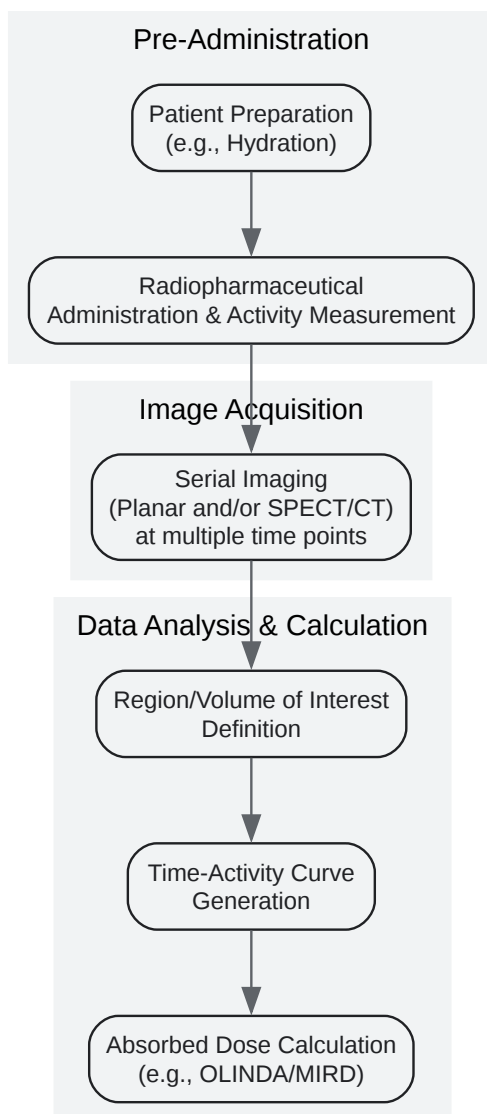 Pre-Administration
Patient Preparation
(e.g., Hydration)
Radiopharmaceutical
Administration & Activity Measurement
Image Acquisition
Serial Imaging
(Planar and/or SPECT/CT)
at multiple time points
Data Analysis & Calculation
Region/Volume of Interest
Definition
Time-Activity Curve
Generation
Absorbed Dose Calculation
(e.g., OLINDA/MIRD)